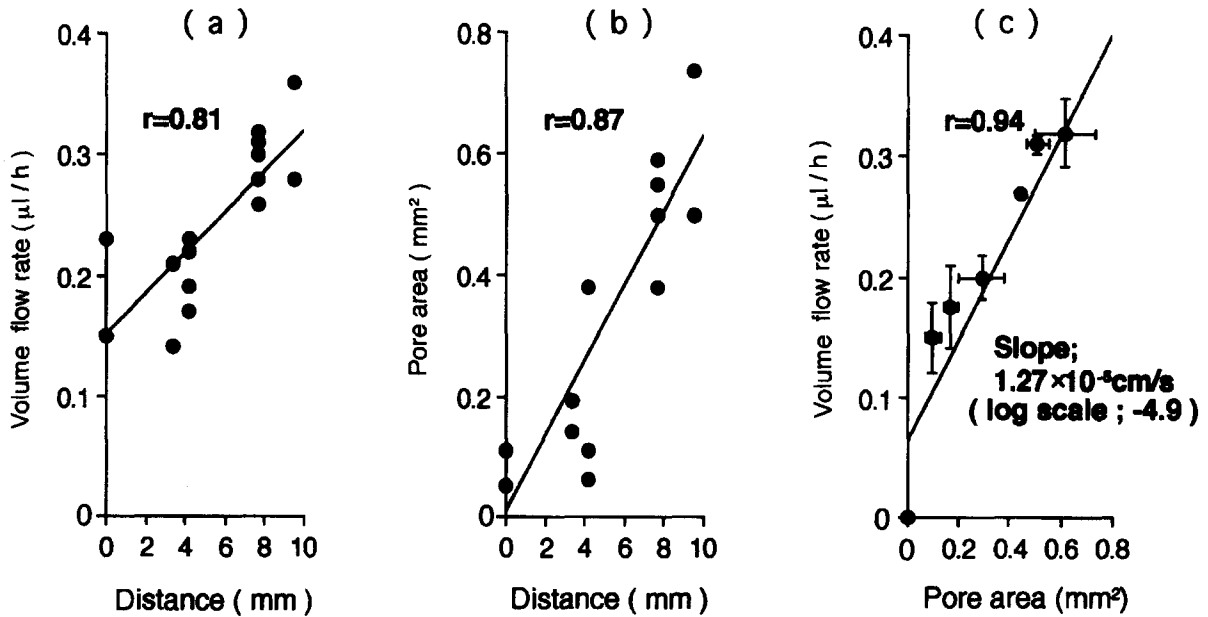 ( a )
0.4
0.3
0.2
0.1
0
r=0.81
Volume flow rate ( μl / h )
0 2 4 6 8 10
Distance ( mm )
( b )
0.8
0.6
0.4
0.2
0
r=0.87
Pore area ( mm² )
0 2 4 6 8 10
Distance ( mm )
( c )
0.4
0.3
0.2
0.1
0
r=0.94
Volume flow rate ( μl / h )
Slope;
1.27×10⁻⁵cm/s
( log scale ; -4.9 )
0 0.2 0.4 0.6 0.8
Pore area (mm²)